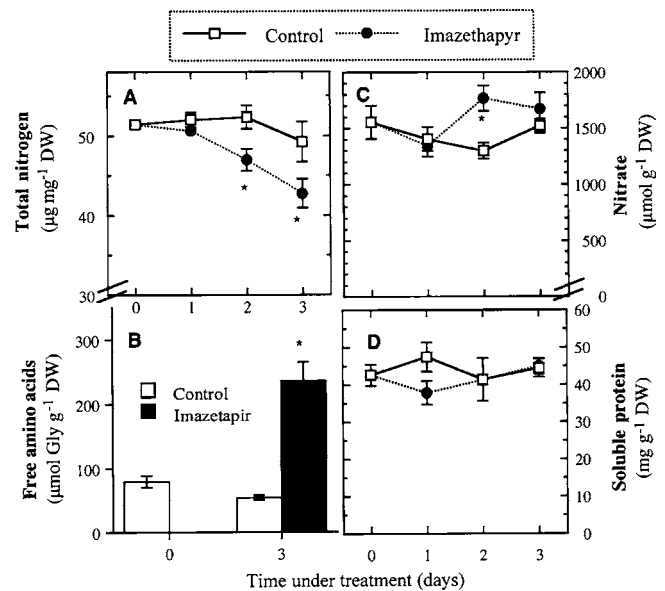 Control Imazethapyr
A
Total nitrogen
(µg mg-1 DW)
50
40
30
0 1 2 3
C
2000
1500
1000
500
0
Nitrate
(µmol g-1 DW)
*
*
*
B
Free amino acids
(µmol Gly g-1 DW)
300
200
100
0
*
Control
Imazetapir
0 3
D
60
50
40
30
20
10
0
Soluble protein
(mg g-1 DW)
0 1 2 3
Time under treatment (days)